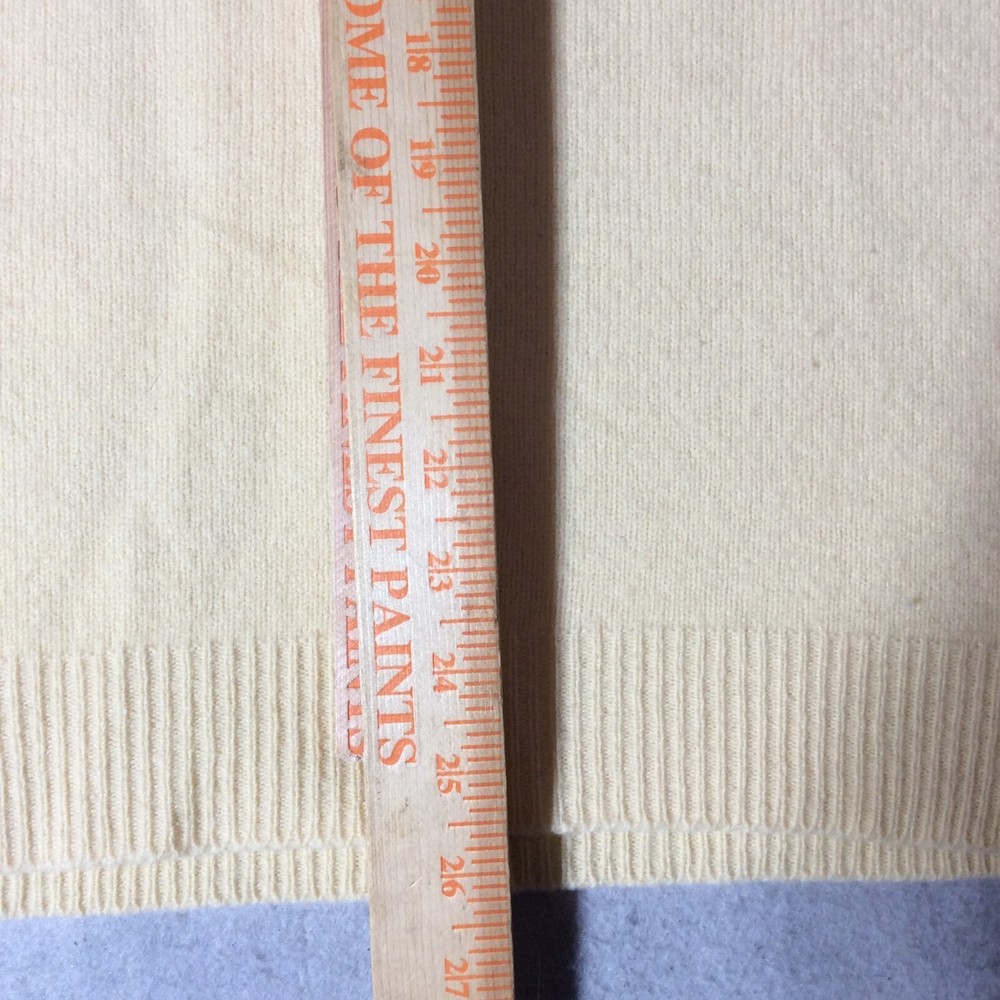 OME OF THE FINEST PAINTS
18 19 20 21 22 23 24 25 26 27